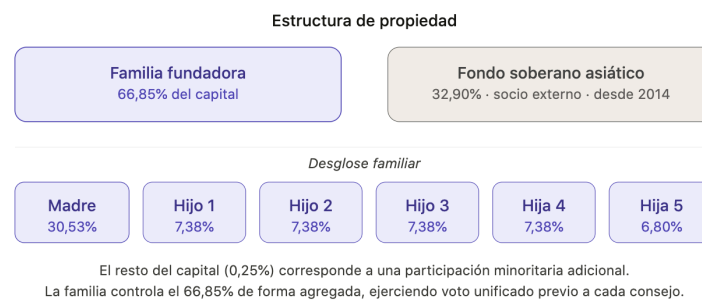 Estructura de propiedad
Familia fundadora
66,85% del capital
Fondo soberano asiático
32,90% · socio externo · desde 2014
Desglose familiar
Madre
30,53%
Hijo 1
7,38%
Hijo 2
7,38%
Hijo 3
7,38%
Hija 4
7,38%
Hija 5
6,80%
El resto del capital (0,25%) corresponde a una participación minoritaria adicional.
La familia controla el 66,85% de forma agregada, ejerciendo voto unificado previo a cada consejo.